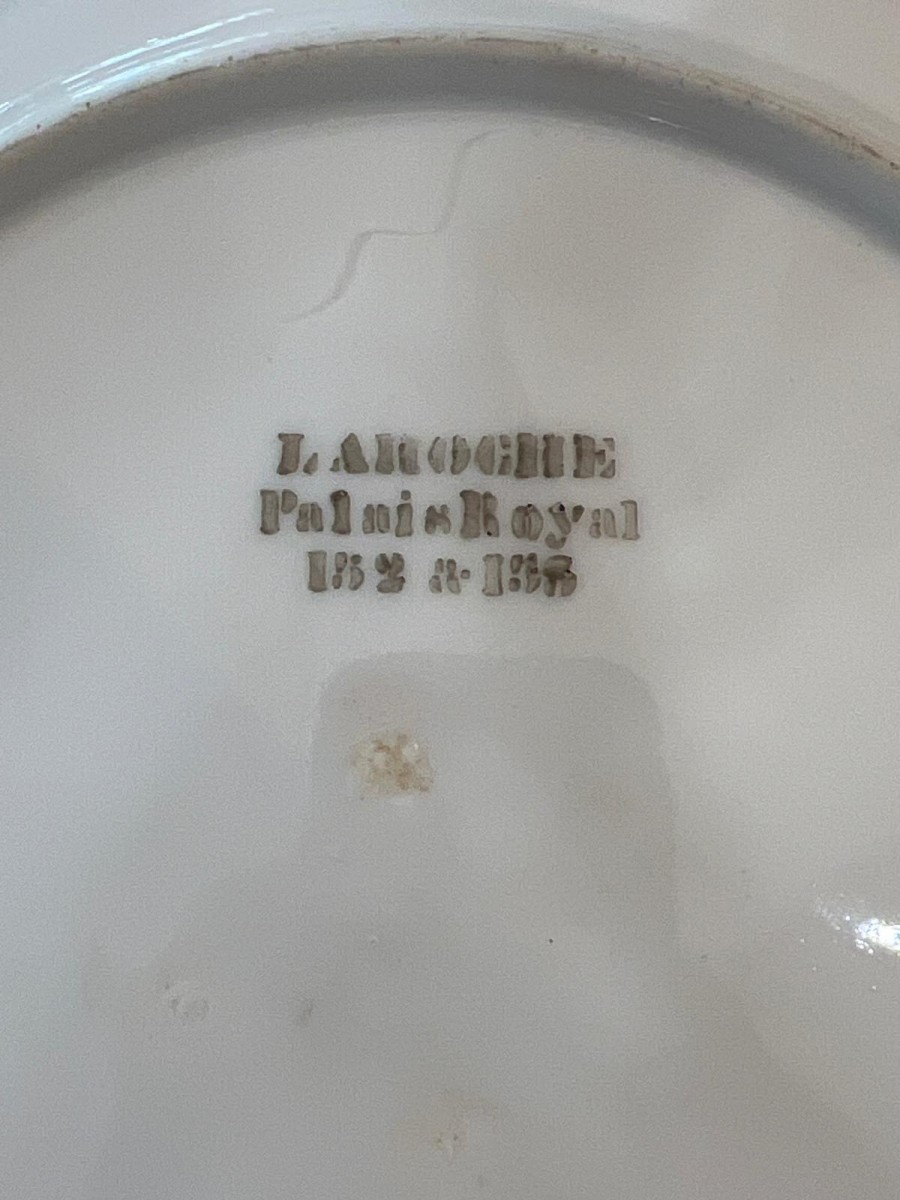 LAROCHE
Palais Royal
152 a 153